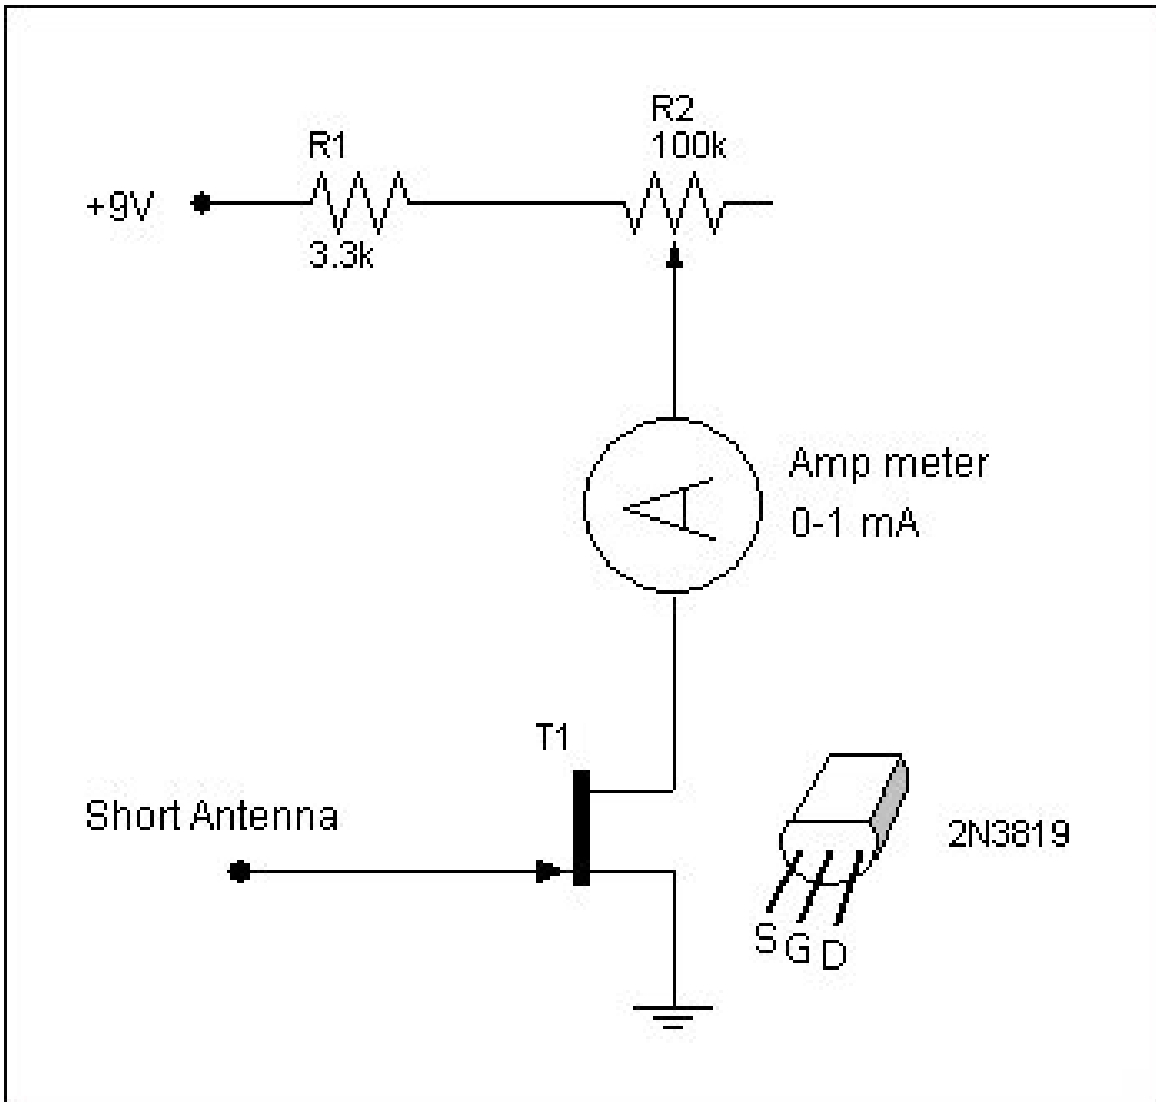 R2
100k
R1
+9V
3.3k
Amp meter
0-1 mA
A
T1
Short Antenna
2N3819
S G D